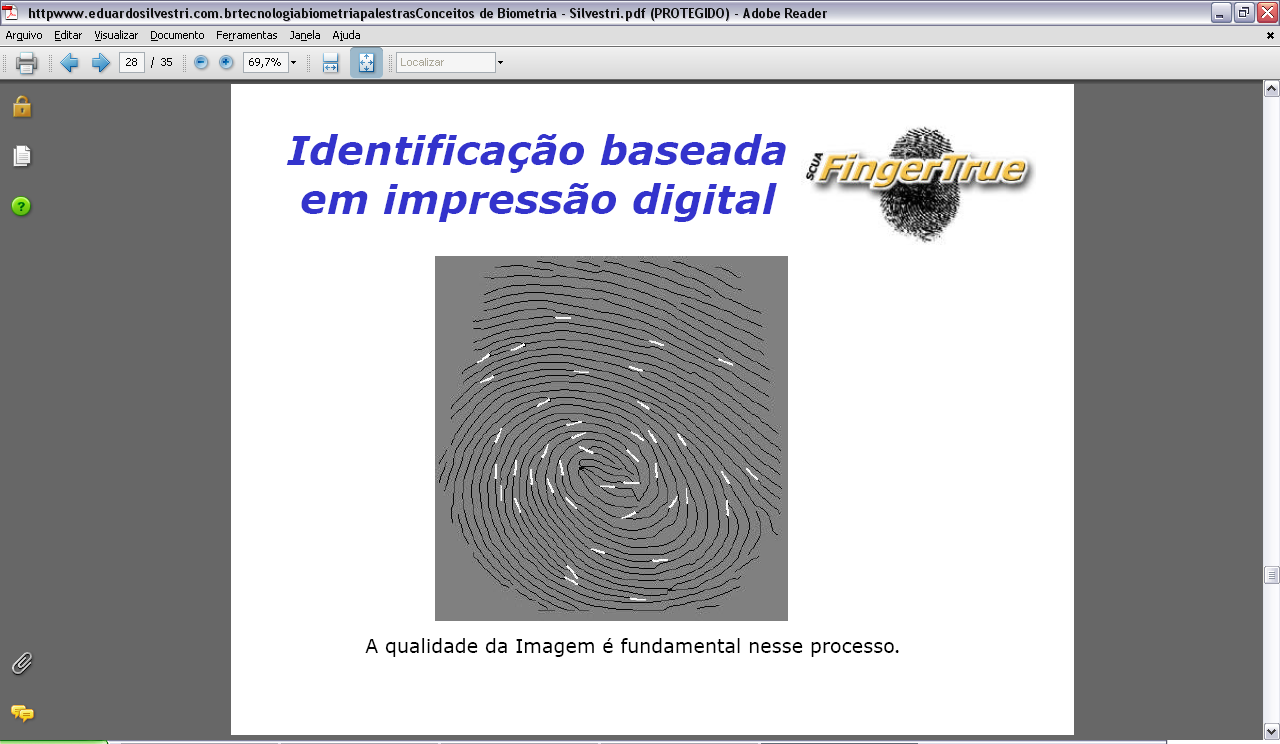 httpwww.eduardosilvestri.com.brtecnologiabiometriapalestrasConceitos de Biometria - Silvestri.pdf (PROTEGIDO) - Adobe Reader
Arquivo Editar Visualizar Documento Ferramentas Janela Ajuda
28 / 35 69,7% Localizar
Identificação baseada
em impressão digital
SCUA
FingerTrue
A qualidade da Imagem é fundamental nesse processo.